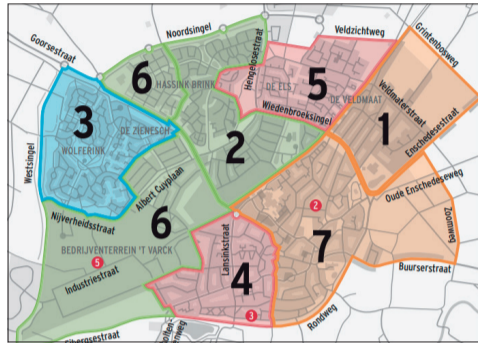 Noordsingel
Veldzichtweg
Grintenbosweg
Goorsestraat
Hengelosestraat
6
HASSINK-BRINK
5
DE ELS
DE VELDMAAT
Veldmaterstraat
Enschedesestraat
1
3
DE ZIENESCH
WOLFERINK
Westsingel
Wiedenbroeksingel
2
Albert Cuyplaan
Nijverheidsstraat
6
BEDRIJVENTERREIN 'T VARCK
5
Industriestraat
Lansinkstraat
4
3
2
7
Oude Enschedeseweg
Zoomweg
Buurserstraat
Rondweg